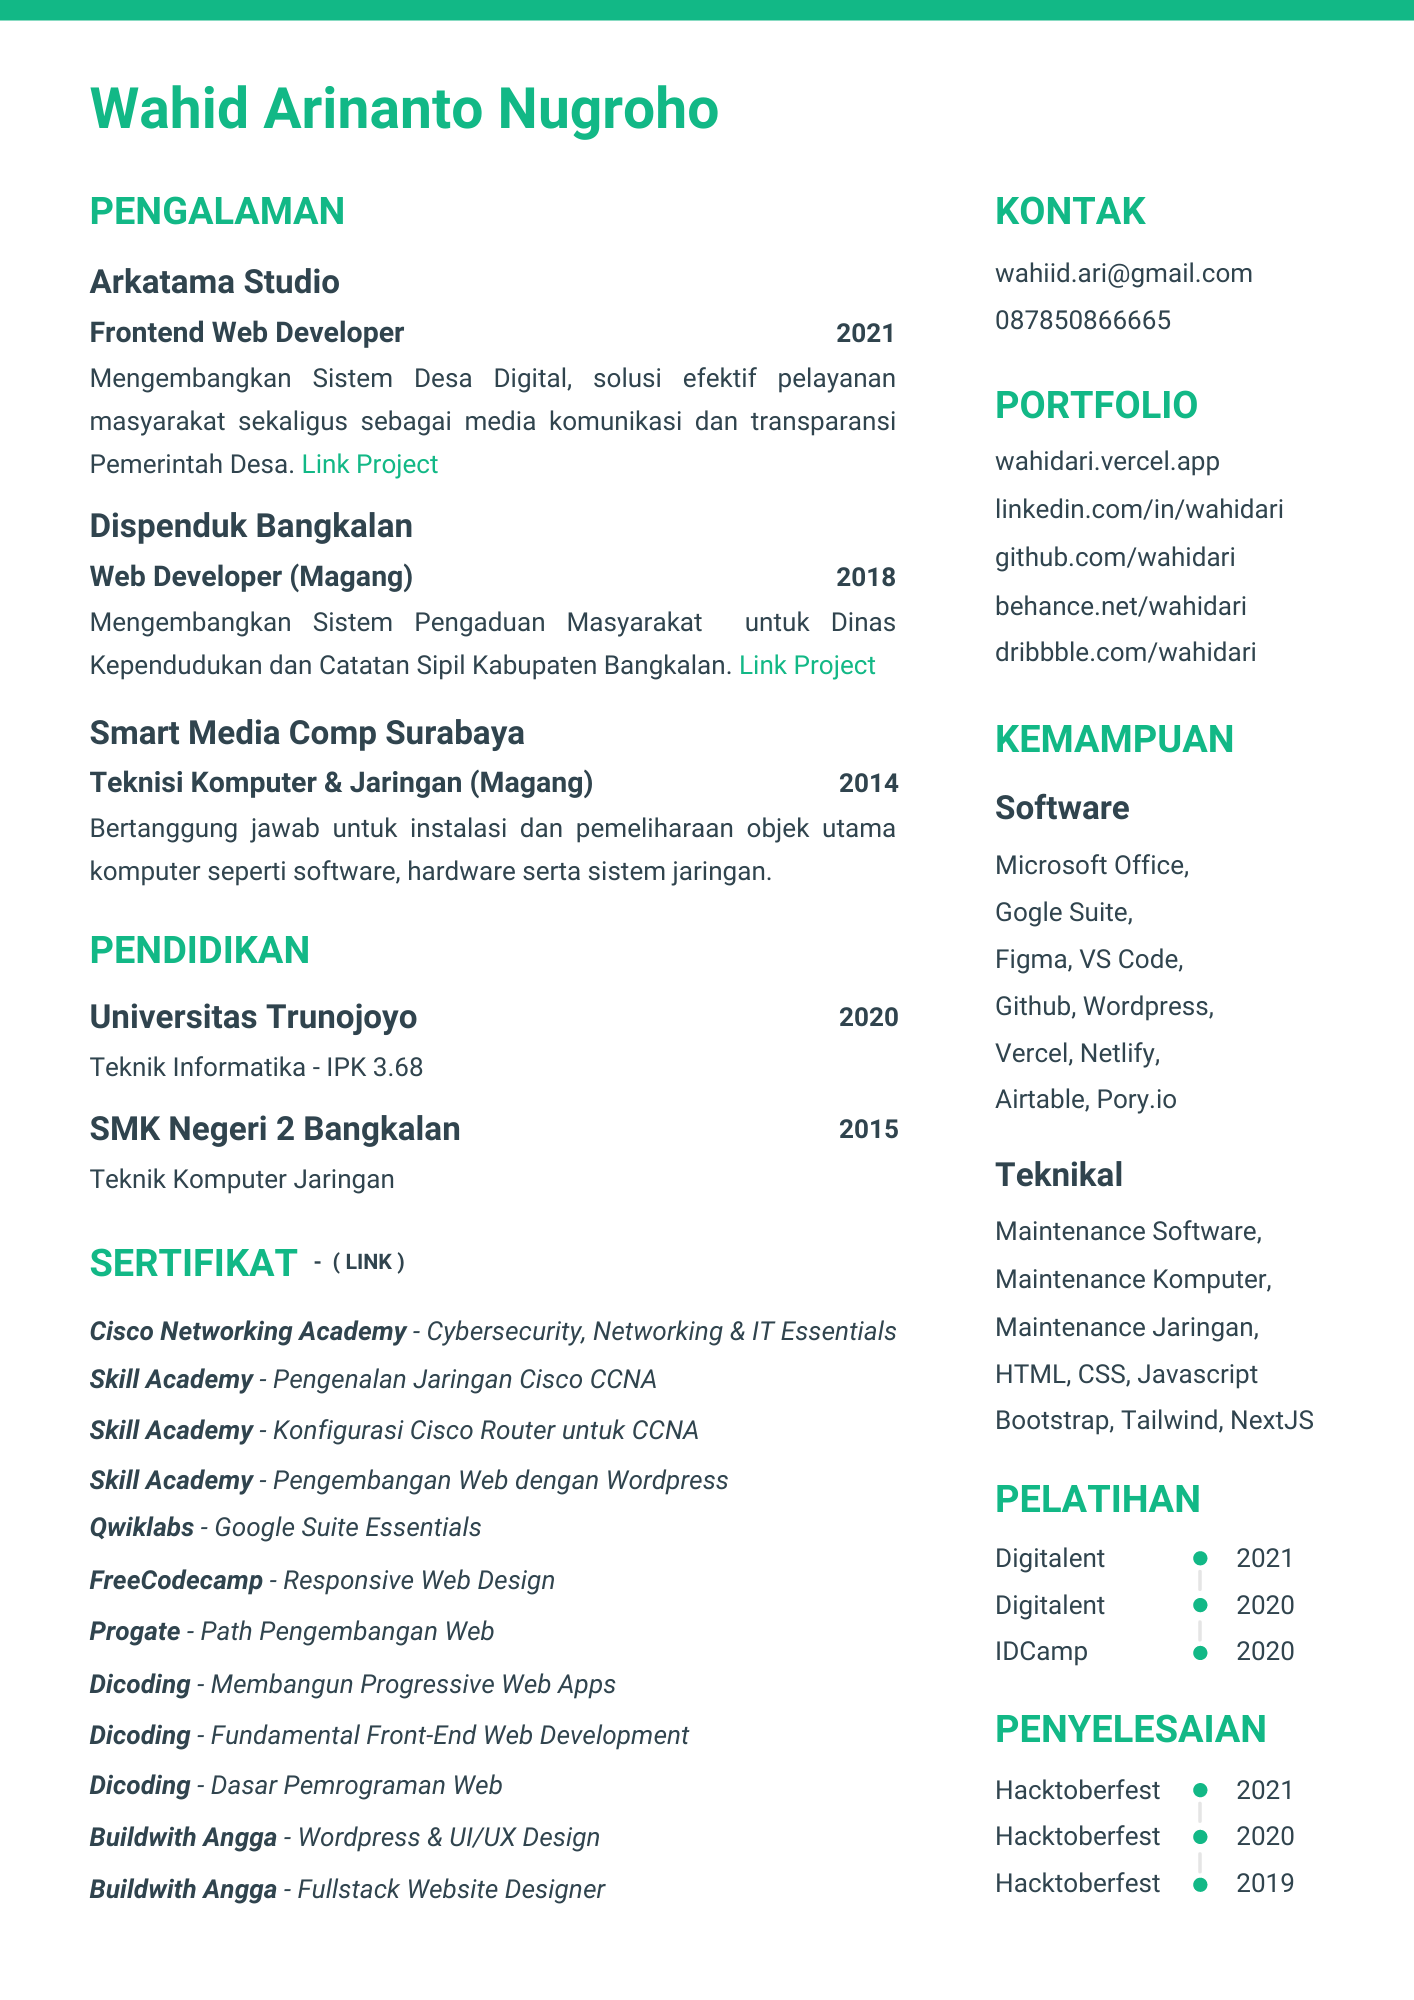 Wahid Arinanto Nugroho
PENGALAMAN
Arkatama Studio
Frontend Web Developer 2021
Mengembangkan Sistem Desa Digital, solusi efektif pelayanan
masyarakat sekaligus sebagai media komunikasi dan transparansi
Pemerintah Desa. Link Project
Dispenduk Bangkalan
Web Developer (Magang) 2018
Mengembangkan Sistem Pengaduan Masyarakat untuk Dinas
Kependudukan dan Catatan Sipil Kabupaten Bangkalan. Link Project
Smart Media Comp Surabaya
Teknisi Komputer & Jaringan (Magang) 2014
Bertanggung jawab untuk instalasi dan pemeliharaan objek utama
komputer seperti software, hardware serta sistem jaringan.
PENDIDIKAN
Universitas Trunojoyo 2020
Teknik Informatika - IPK 3.68
SMK Negeri 2 Bangkalan 2015
Teknik Komputer Jaringan
SERTIFIKAT - ( LINK )
Cisco Networking Academy - Cybersecurity, Networking & IT Essentials
Skill Academy - Pengenalan Jaringan Cisco CCNA
Skill Academy - Konfigurasi Cisco Router untuk CCNA
Skill Academy - Pengembangan Web dengan Wordpress
Qwiklabs - Google Suite Essentials
FreeCodecamp - Responsive Web Design
Progate - Path Pengembangan Web
Dicoding - Membangun Progressive Web Apps
Dicoding - Fundamental Front-End Web Development
Dicoding - Dasar Pemrograman Web
Buildwith Angga - Wordpress & UI/UX Design
Buildwith Angga - Fullstack Website Designer
KONTAK
wahiid.ari@gmail.com
087850866665
PORTFOLIO
wahidari.vercel.app
linkedin.com/in/wahidari
github.com/wahidari
behance.net/wahidari
dribbble.com/wahidari
KEMAMPUAN
Software
Microsoft Office,
Gogle Suite,
Figma, VS Code,
Github, Wordpress,
Vercel, Netlify,
Airtable, Pory.io
Teknikal
Maintenance Software,
Maintenance Komputer,
Maintenance Jaringan,
HTML, CSS, Javascript
Bootstrap, Tailwind, NextJS
PELATIHAN
Digitalent 2021
Digitalent 2020
IDCamp 2020
PENYELESAIAN
Hacktoberfest 2021
Hacktoberfest 2020
Hacktoberfest 2019